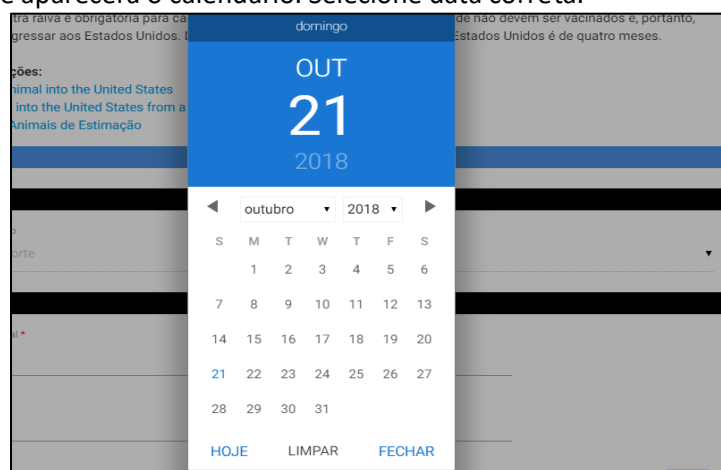 e aparecerá o calendário. Selecione data correta.
tra raiva é obrigatória para ca de não devem ser vacinados e, portanto,
gressar aos Estados Unidos. Estados Unidos é de quatro meses.
domingo
OUT
21
2018
ções:
nimal into the United States
into the United States from a
Animais de Estimação
outubro 2018
S M T W T F S
1 2 3 4 5 6
7 8 9 10 11 12 13
14 15 16 17 18 19 20
21 22 23 24 25 26 27
28 29 30 31
orte
*
HOJE LIMPAR FECHAR